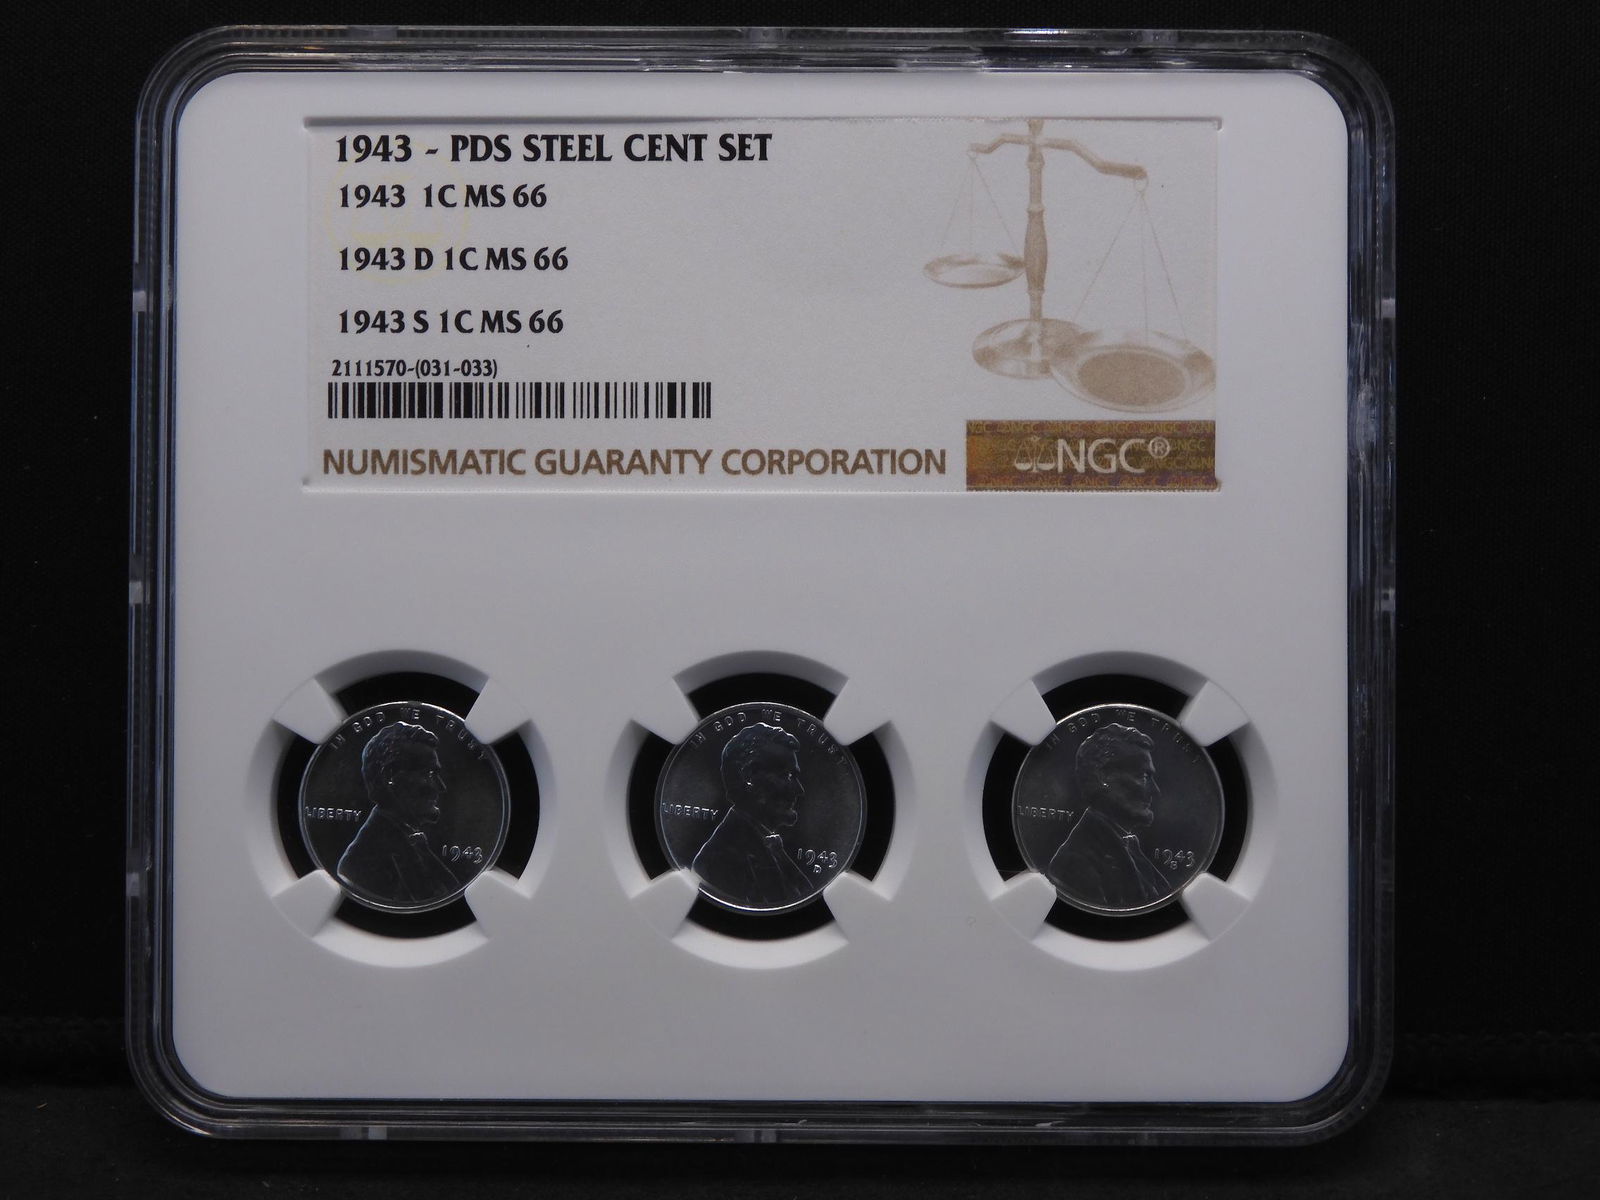 1943 - PDS STEEL CENT SET
1943 1C MS 66
1943 D 1C MS 66
1943 S 1C MS 66
2111570-(031-033)
NUMISMATIC GUARANTY CORPORATION
NGC®
IN GOD WE TRUST
LIBERTY
1943
IN GOD WE TRUST
LIBERTY
1943
D
IN GOD WE TRUST
LIBERTY
1943
S